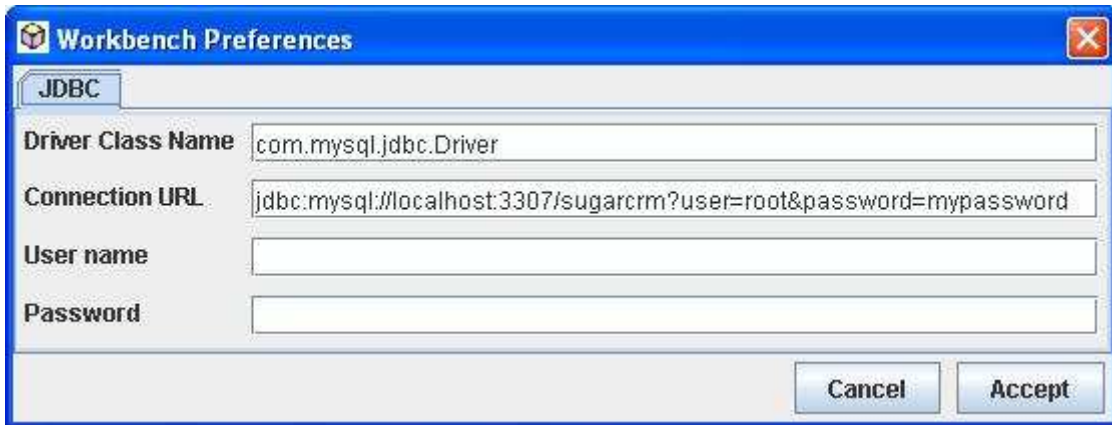 Workbench Preferences
JDBC
Driver Class Name com.mysql.jdbc.Driver
Connection URL jdbc:mysql://localhost:3307/sugarcrm?user=root&password=mypassword
User name
Password
Cancel Accept